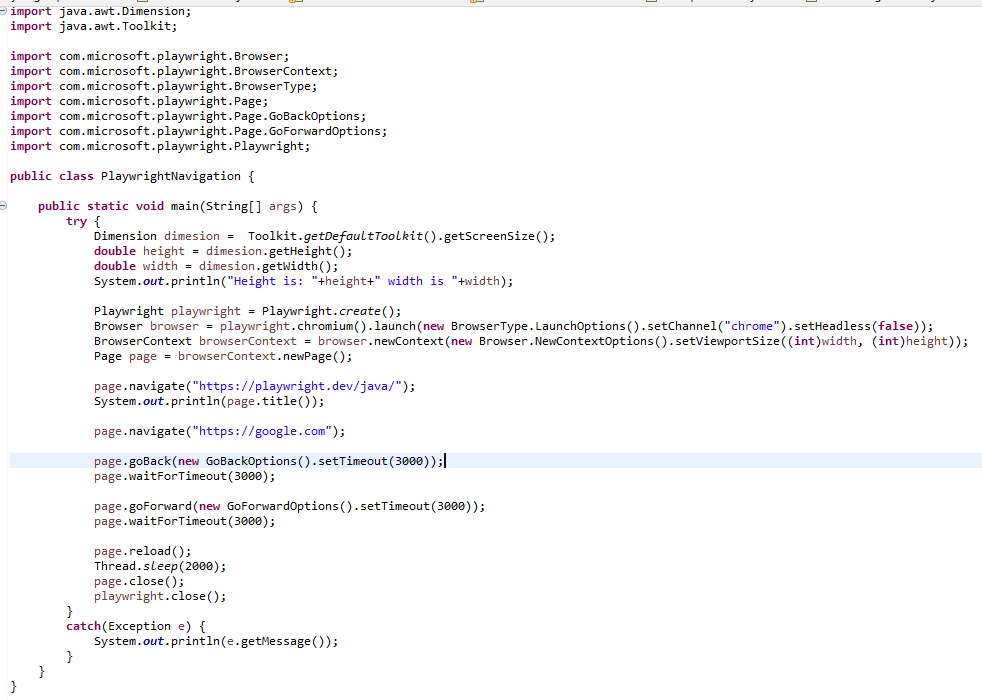 import java.awt.Dimension;
import java.awt.Toolkit;

import com.microsoft.playwright.Browser;
import com.microsoft.playwright.BrowserContext;
import com.microsoft.playwright.BrowserType;
import com.microsoft.playwright.Page;
import com.microsoft.playwright.Page.GoBackOptions;
import com.microsoft.playwright.Page.GoForwardOptions;
import com.microsoft.playwright.Playwright;

public class PlaywrightNavigation {

    public static void main(String[] args) {
        try {
            Dimension dimesion =  Toolkit.getDefaultToolkit().getScreenSize();
            double height = dimesion.getHeight();
            double width = dimesion.getWidth();
            System.out.println("Height is: "+height+" width is "+width);

            Playwright playwright = Playwright.create();
            Browser browser = playwright.chromium().launch(new BrowserType.LaunchOptions().setChannel("chrome").setHeadless(false));
            BrowserContext browserContext = browser.newContext(new Browser.NewContextOptions().setViewportSize((int)width, (int)height));
            Page page = browserContext.newPage();

            page.navigate("https://playwright.dev/java/");
            System.out.println(page.title());

            page.navigate("https://google.com");

            page.goBack(new GoBackOptions().setTimeout(3000));
            page.waitForTimeout(3000);

            page.goForward(new GoForwardOptions().setTimeout(3000));
            page.waitForTimeout(3000);

            page.reload();
            Thread.sleep(2000);
            page.close();
            playwright.close();
        }
        catch(Exception e) {
            System.out.println(e.getMessage());
        }
    }
}